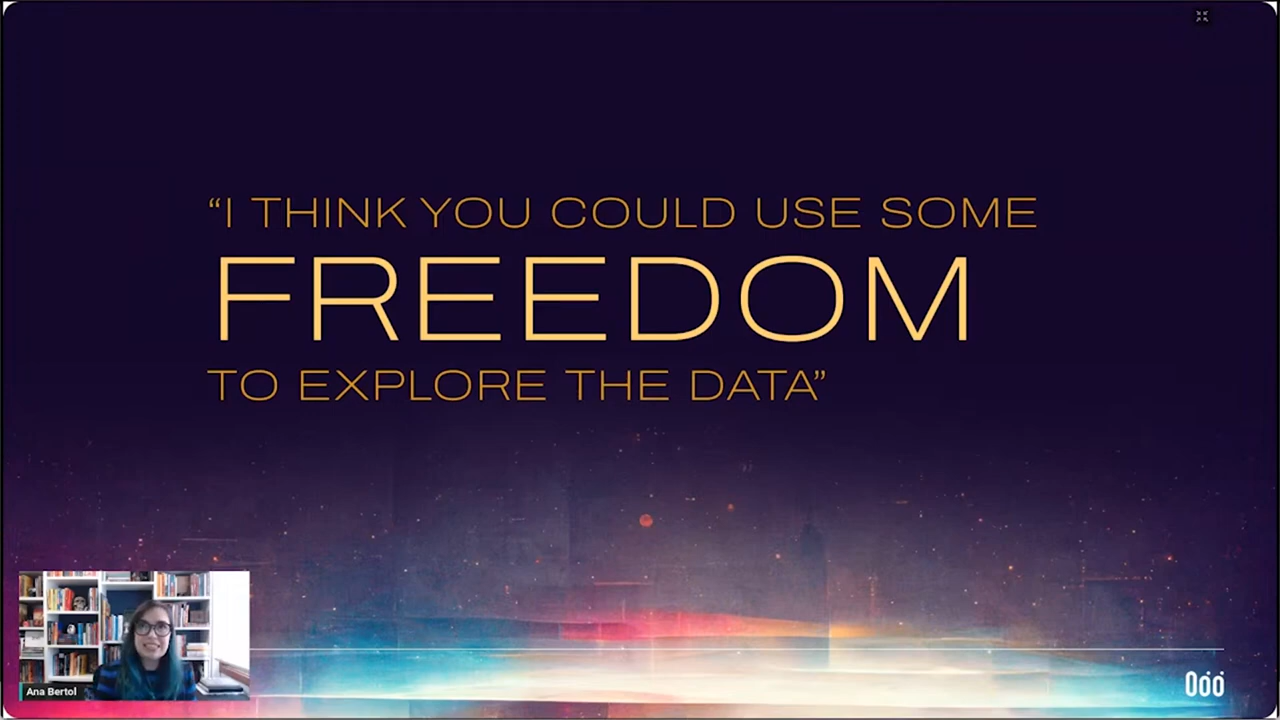 “I THINK YOU COULD USE SOME
FREEDOM
TO EXPLORE THE DATA”
Ana Bertol